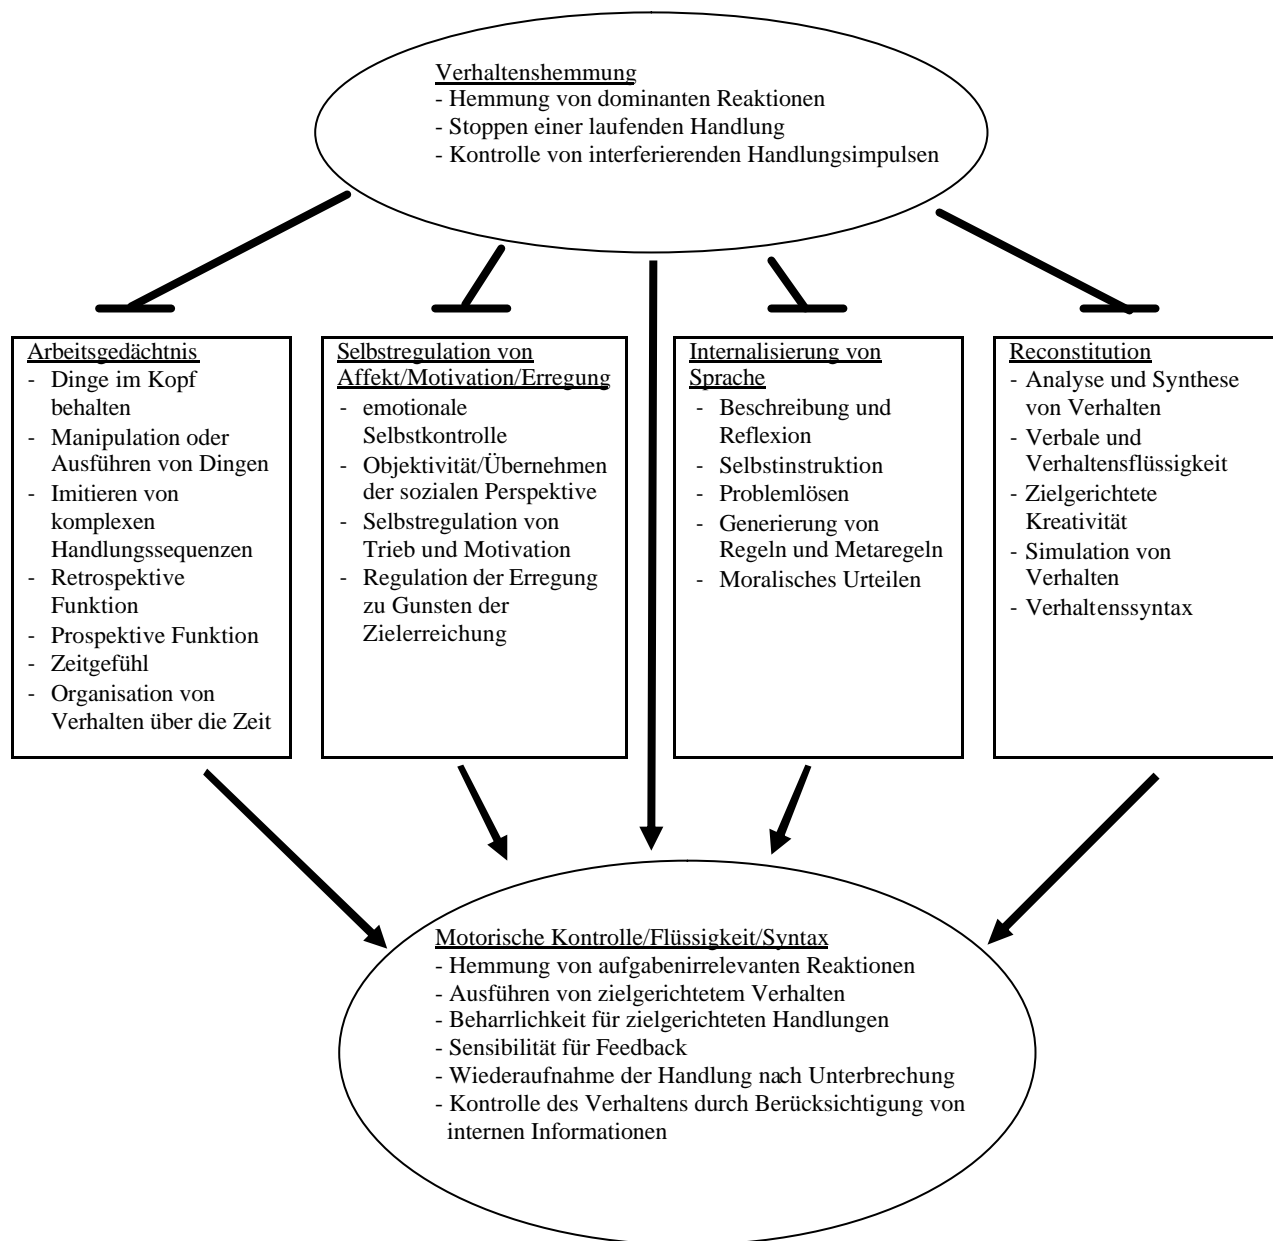 Verhaltenshemmung
- Hemmung von dominanten Reaktionen
- Stoppen einer laufenden Handlung
- Kontrolle von interferierenden Handlungsimpulsen
Arbeitsgedächtnis
- Dinge im Kopf
behalten
- Manipulation oder
Ausführen von Dingen
- Imitieren von
komplexen
Handlungssequenzen
- Retrospektive
Funktion
- Prospektive Funktion
- Zeitgefühl
- Organisation von
Verhalten über die Zeit
Selbstregulation von
Affekt/Motivation/Erregung
- emotionale
Selbstkontrolle
- Objektivität/Übernehmen
der sozialen Perspektive
- Selbstregulation von
Trieb und Motivation
- Regulation der Erregung
zu Gunsten der
Zielerreichung
Internalisierung von
Sprache
- Beschreibung und
Reflexion
- Selbstinstruktion
- Problemlösen
- Generierung von
Regeln und Metaregeln
- Moralisches Urteilen
Reconstitution
- Analyse und Synthese
von Verhalten
- Verbale und
Verhaltensflüssigkeit
- Zielgerichtete
Kreativität
- Simulation von
Verhalten
- Verhaltenssyntax
Motorische Kontrolle/Flüssigkeit/Syntax
- Hemmung von aufgabenirrelevanten Reaktionen
- Ausführen von zielgerichtetem Verhalten
- Beharrlichkeit für zielgerichteten Handlungen
- Sensibilität für Feedback
- Wiederaufnahme der Handlung nach Unterbrechung
- Kontrolle des Verhaltens durch Berücksichtigung von
internen Informationen